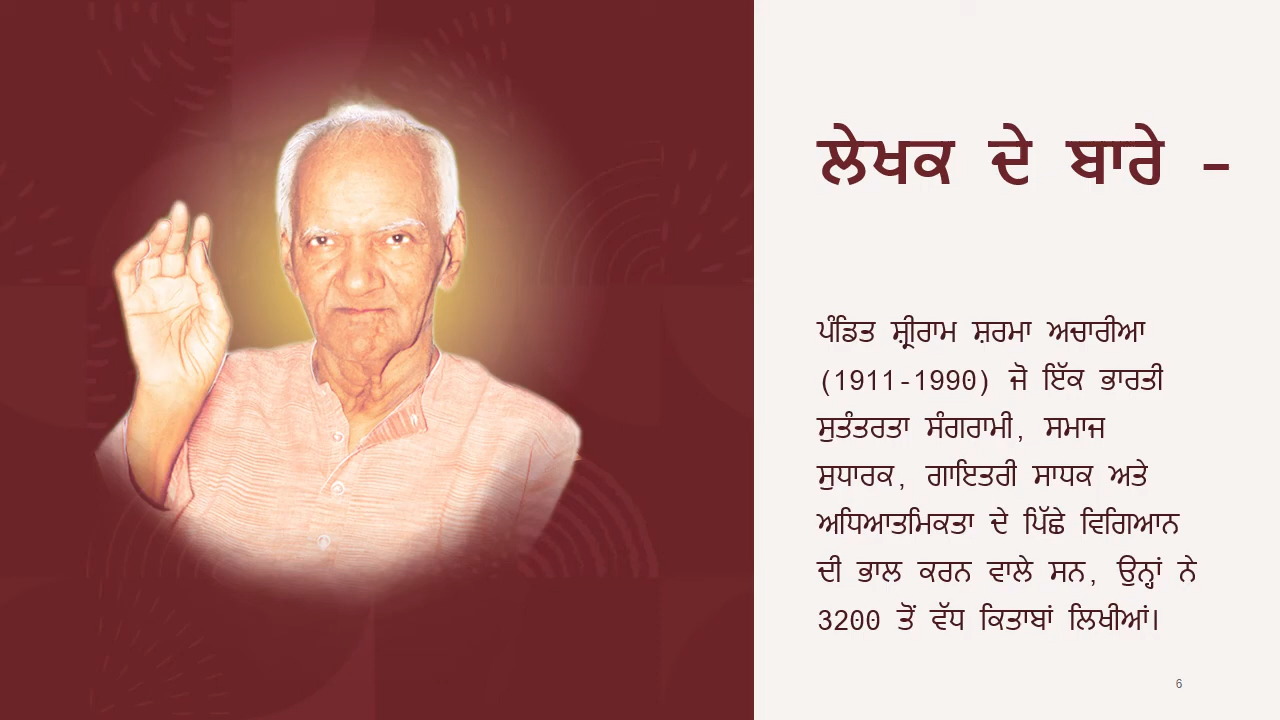 ਲੇਖਕ ਦੇ ਬਾਰੇ –
ਪੰਡਿਤ ਸ਼੍ਰੀਰਾਮ ਸ਼ਰਮਾ ਅਚਾਰੀਆ
(1911-1990) ਜੋ ਇੱਕ ਭਾਰਤੀ
ਸੁਤੰਤਰਤਾ ਸੰਗਰਾਮੀ, ਸਮਾਜ
ਸੁਧਾਰਕ, ਗਾਇਤਰੀ ਸਾਧਕ ਅਤੇ
ਅਧਿਆਤਮਿਕਤਾ ਦੇ ਪਿੱਛੇ ਵਿਗਿਆਨ
ਦੀ ਭਾਲ ਕਰਨ ਵਾਲੇ ਸਨ, ਉਨ੍ਹਾਂ ਨੇ
3200 ਤੋਂ ਵੱਧ ਕਿਤਾਬਾਂ ਲਿਖੀਆਂ।
6